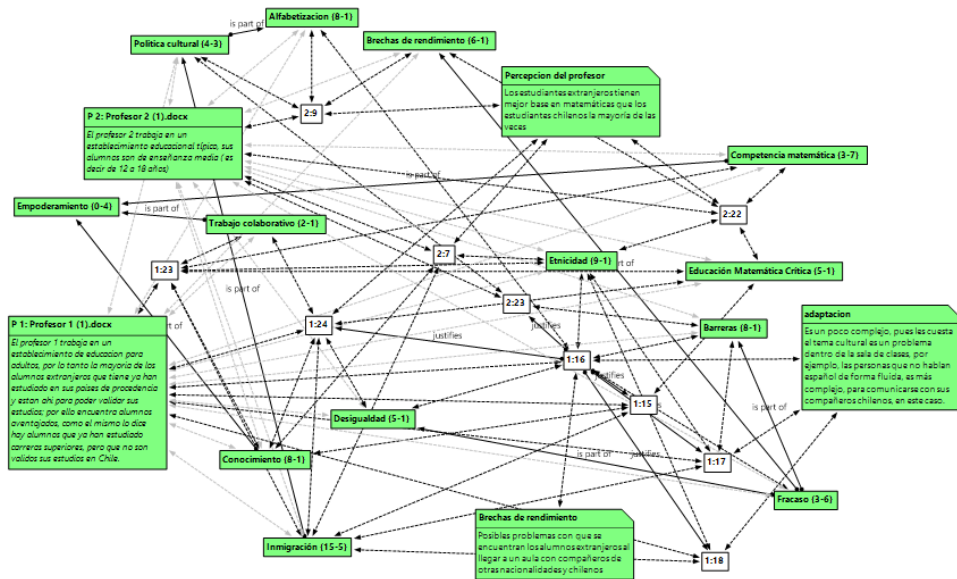 Alfabetizacion (8-1)
is part of
Politica cultural (4-3)
Brechas de rendimiento (6-1)
Percepcion del profesor
Los estudiantes extranjeros tienen
mejor base en matemáticas que los
estudiantes chilenos la mayoría de las
veces
2:9
P 2: Profesor 2 (1).docx
El profesor 2 trabaja en un
establecimiento educacional típico, sus
alumnos son de enseñanza media ( es
decir de 12 a 18 años)
Competencia matemática (3-7)
is part of
Empoderamiento (0-4)
is part of
Trabajo colaborativo (2-1)
2:22
2:7
Etnicidad (9-1)
of
1:23
Educación Matemática Crítica (5-1)
is part of
2:23
P 1: Profesor 1 (1).docx
El profesor 1 trabaja en un
establecimiento de educacion para
adultos, por lo tanto la mayoria de los
alumnos extranjeros que tiene ya han
estudiado en sus paises de procedencia
y estan ahi para poder validar sus
estudios; por ello encuentra alumnos
aventajados, como el mismo lo dice
hay alumnos que ya han estudiado
carreras superiores, pero que no son
validos sus estudios en Chile.
part of
1:24
justifies
justifies
Barreras (8-1)
adaptacion
Es un poco complejo, pues les cuesta
el tema cultural es un problema
dentro de la sala de clases, por
ejemplo, las personas que no hablan
español de forma fluida, es más
complejo, para comunicarse con sus
compañeros chilenos, en este caso.
1:16
justifies
1:15
Desigualdad (5-1)
is part of
is part of
justifies
1:17
Conocimiento (8-1)
Fracaso (3-6)
Inmigración (15-5)
Brechas de rendimiento
Posibles problemas con que se
encuentran los alumnos extranjeros al
llegar a un aula con compañeros de
otras nacionalidades y chilenos
1:18